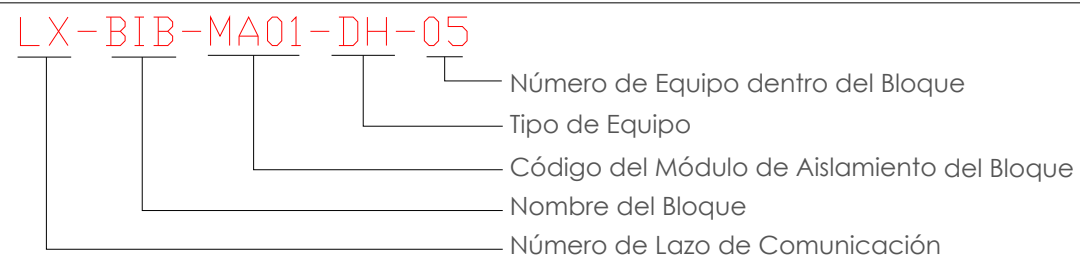 LX-BIB-MA01-DH-05
Número de Equipo dentro del Bloque
Tipo de Equipo
Código del Módulo de Aislamiento del Bloque
Nombre del Bloque
Número de Lazo de Comunicación